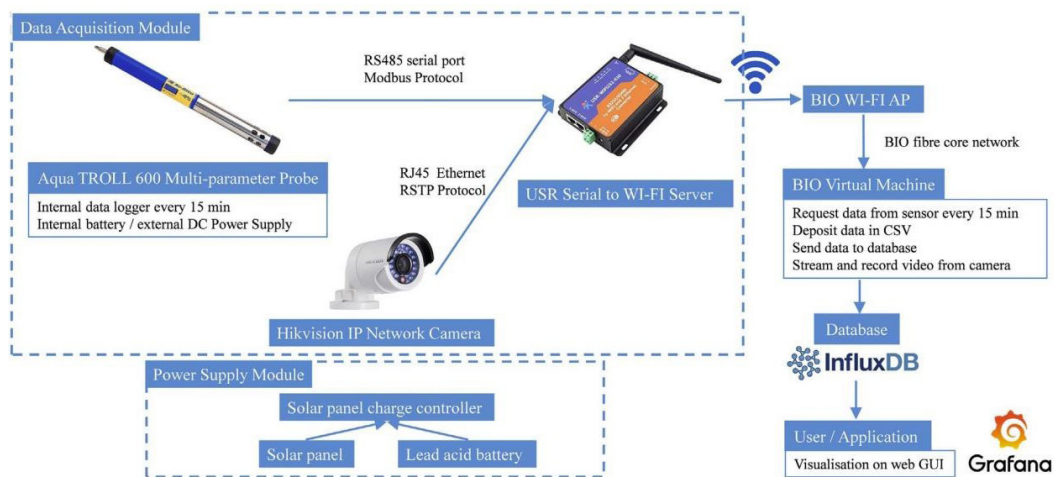 Data Acquisition Module
RS485 serial port
Modbus Protocol
Aqua TROLL 600 Multi-parameter Probe
Internal data logger every 15 min
Internal battery / external DC Power Supply
RJ45 Ethernet
RSTP Protocol
USR Serial to WI-FI Server
Hikvision IP Network Camera
Power Supply Module
Solar panel charge controller
Solar panel
Lead acid battery
BIO WI-FI AP
BIO fibre core network
BIO Virtual Machine
Request data from sensor every 15 min
Deposit data in CSV
Send data to database
Stream and record video from camera
Database
InfluxDB
User / Application
Visualisation on web GUI
Grafana